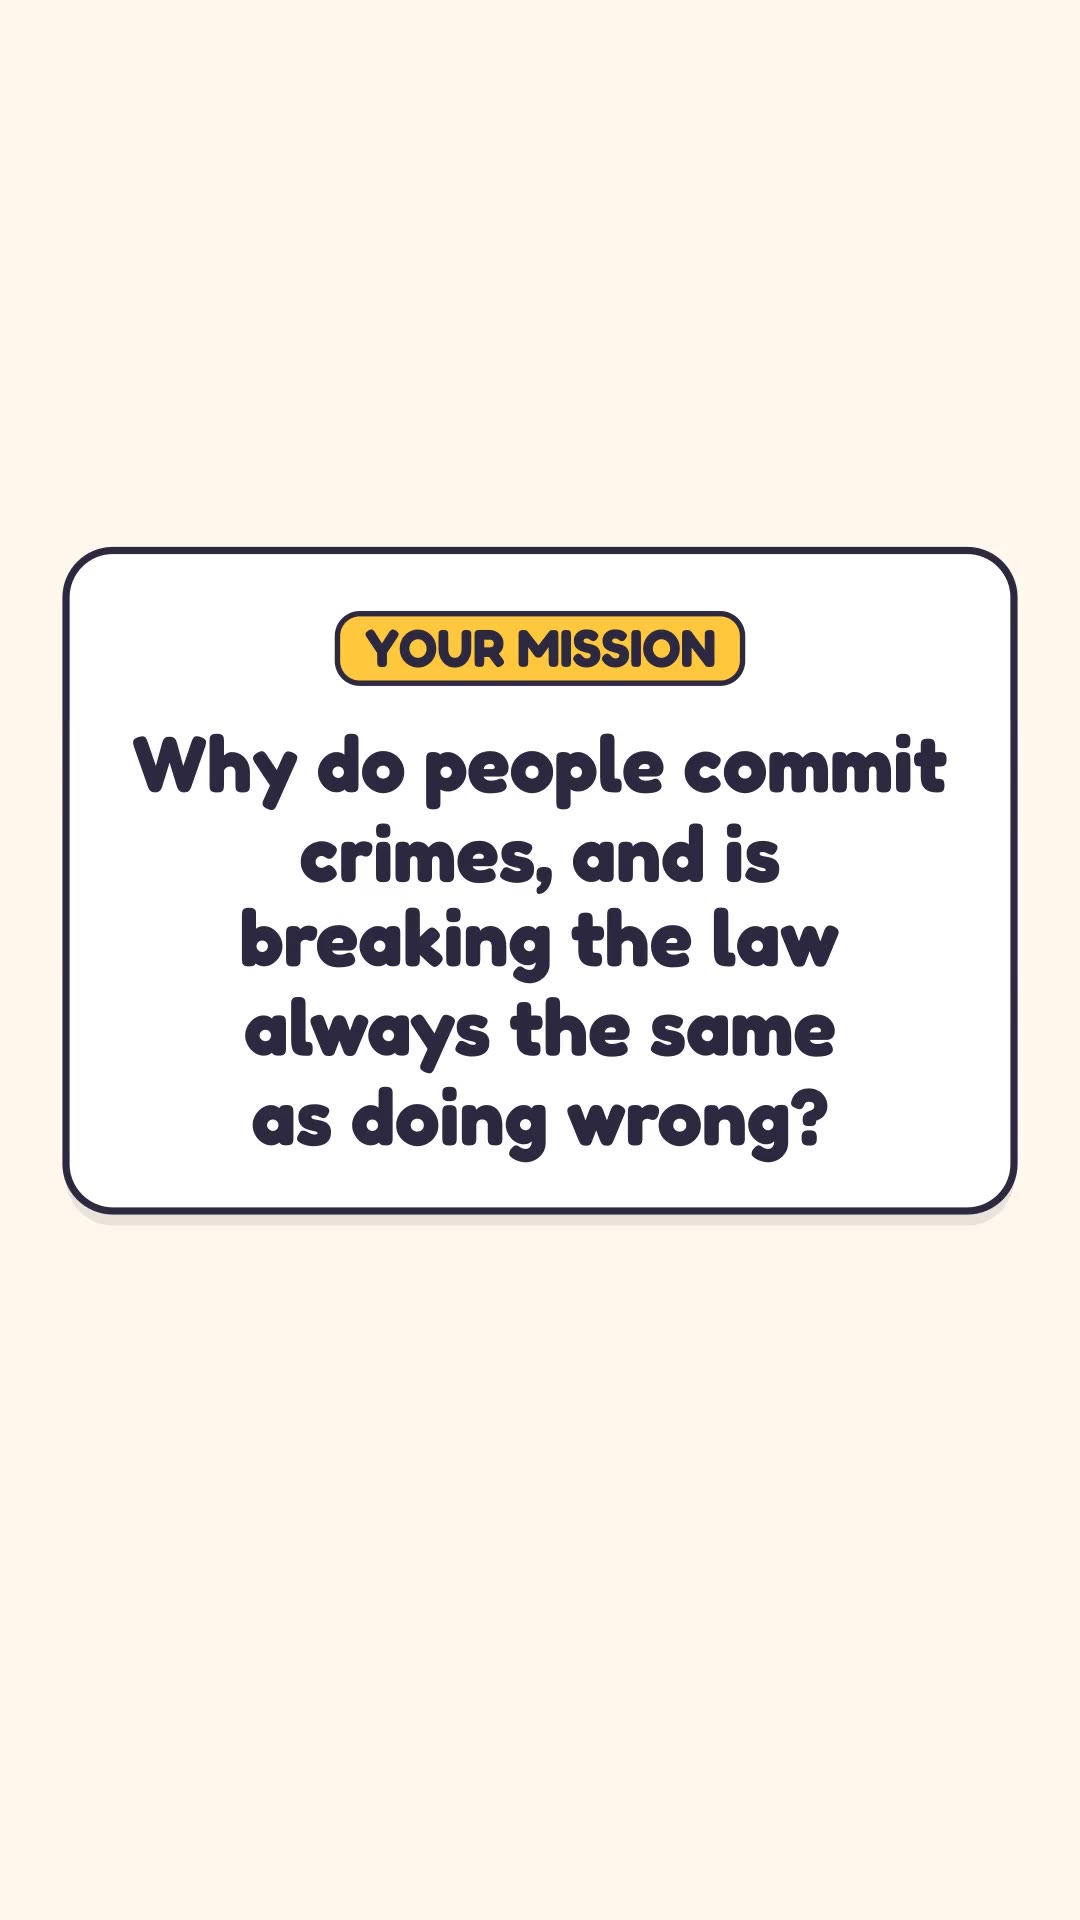 YOUR MISSION
Why do people commit
crimes, and is
breaking the law
always the same
as doing wrong?